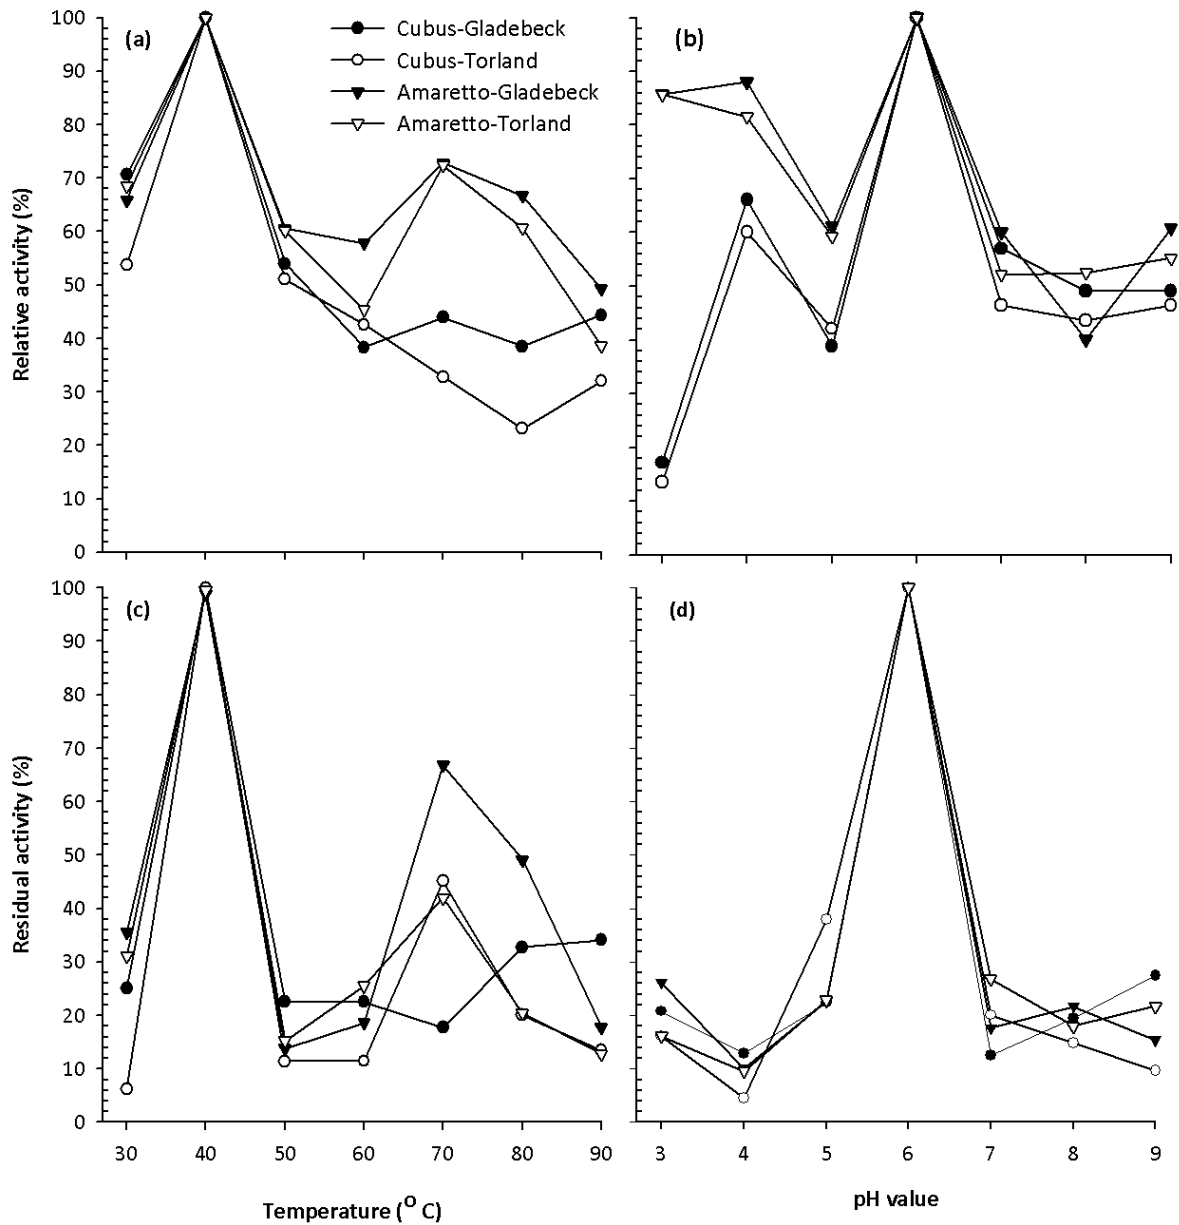 (a)
Cubus-Gladebeck
Cubus-Torland
Amaretto-Gladebeck
Amaretto-Torland
100
90
80
70
60
50
40
30
20
10
0
Relative activity (%)
(b)
(c)
100
90
80
70
60
50
40
30
20
10
0
Residual activity (%)
(d)
30 40 50 60 70 80 90
Temperature (O C)
3 4 5 6 7 8 9
pH value